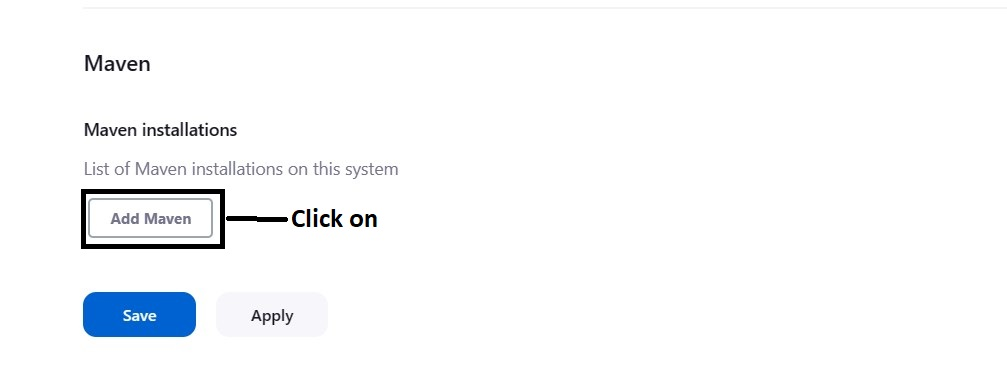 Maven
Maven installations
List of Maven installations on this system
Add Maven Click on
Save Apply